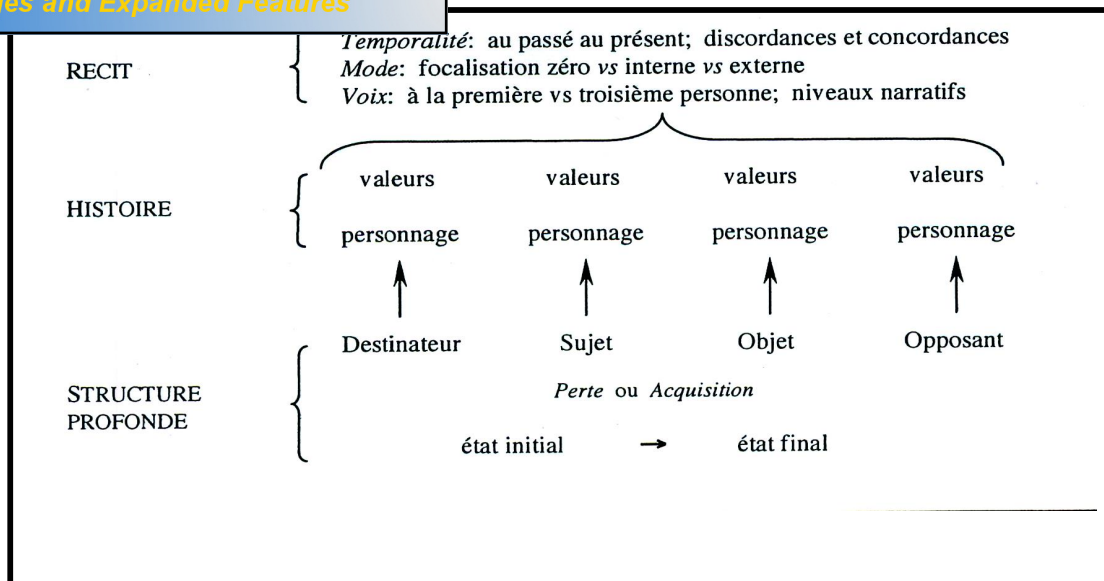 es and Expanded Features
Temporalité: au passé au présent; discordances et concordances
RECIT
Mode: focalisation zéro vs interne vs externe
Voix: à la première vs troisième personne; niveaux narratifs
valeurs valeurs valeurs valeurs
HISTOIRE
personnage personnage personnage personnage
Destinateur Sujet Objet Opposant
STRUCTURE
PROFONDE
Perte ou Acquisition
état initial → état final